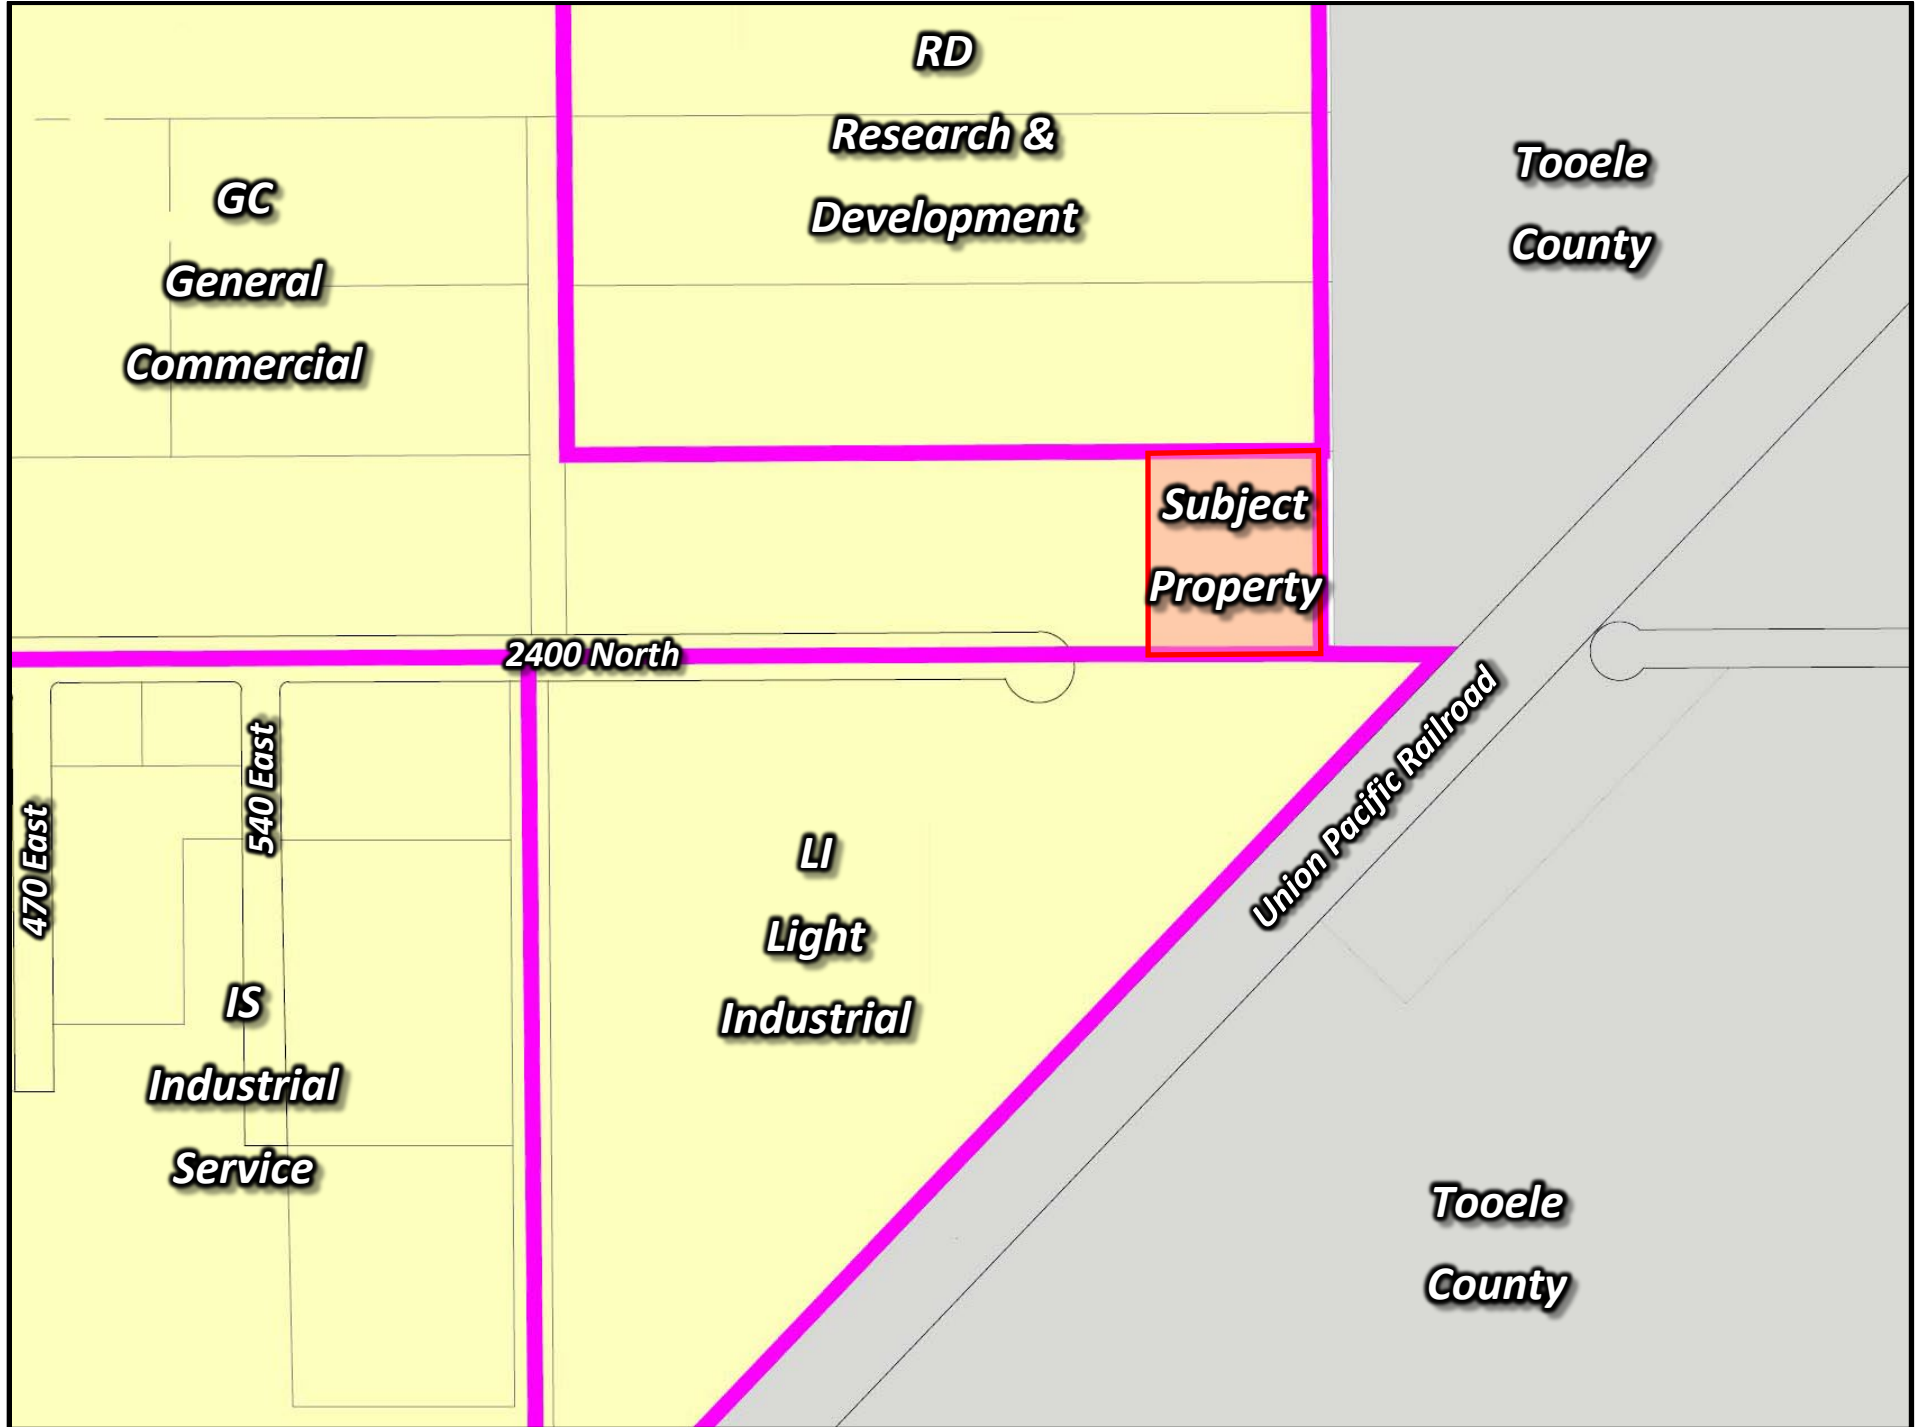 RD
Research &
Development
Tooele
County
GC
General
Commercial
Subject
Property
2400 North
Union Pacific Railroad
540 East
470 East
LI
Light
Industrial
IS
Industrial
Service
Tooele
County